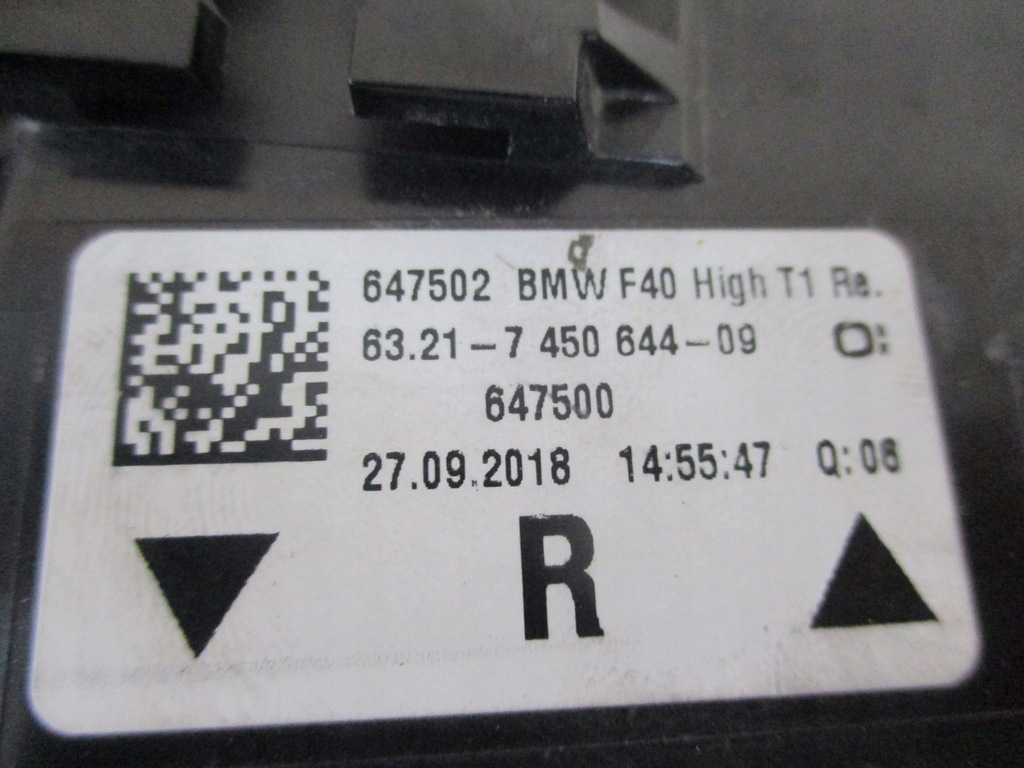 647502 BMW F40 High T1 Re.
63.21-7 450 644-09 O:
647500
27.09.2018 14:55:47 Q:06
R